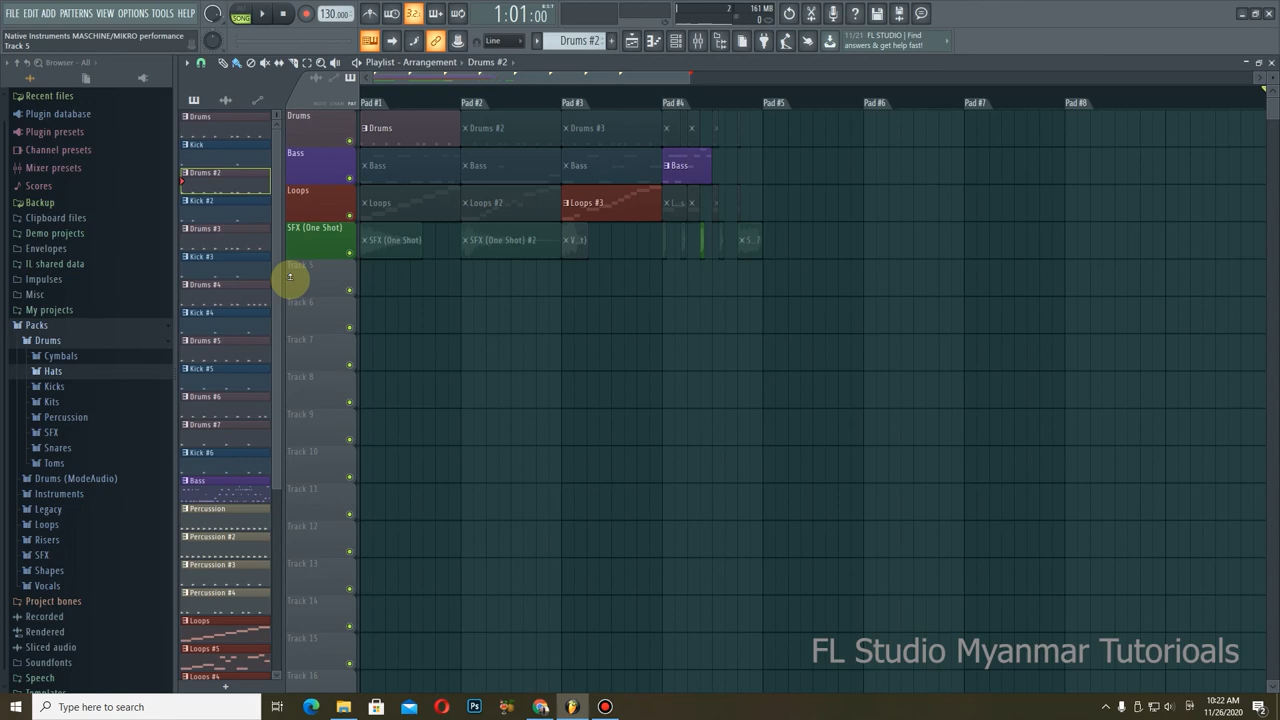 FILE EDIT ADD PATTERNS VIEW OPTIONS TOOLS HELP
SONG
130.000
1:01:00
2
161 MB
Native Instruments MASCHINE/MIKRO performance
Track 5
Line
Drums #2
11/21 FL STUDIO |
Get started & get help fast!
Browser - All
Playlist - Arrangement
Drums #2
Recent files
Plugin database
Plugin presets
Channel presets
Mixer presets
Scores
Backup
Clipboard files
Demo projects
Envelopes
IL shared data
Impulses
Misc
My projects
Packs
Drums
Cymbals
Hats
Kicks
Kits
Percussion
SFX
Snares
Toms
Drums (ModeAudio)
Instruments
Legacy
Loops
Risers
SFX
Shapes
Vocals
Project bones
Recorded
Rendered
Sliced audio
Soundfonts
Speech
Templates
Drums
Kick
Drums #2
Kick #2
Drums #3
Kick #3
Drums #4
Kick #4
Drums #5
Kick #5
Drums #6
Drums #7
Kick #6
Bass
Percussion
Percussion #2
Percussion #3
Percussion #4
Loops
Loops #5
Loops #4
Pad #1 Pad #2 Pad #3 Pad #4 Pad #5 Pad #6 Pad #7 Pad #8
Drums
Drums
Drums #2
Drums #3
Bass
Bass
Bass
Bass
Bass
Loops
Loops
Loops #2
Loops #3
SFX (One Shot)
SFX (One Shot)
SFX (One Shot) #2
Track 5
Track 6
Track 7
Track 8
Track 9
Track 10
Track 11
Track 12
Track 13
Track 14
Track 15
Track 16
FL Studio Myanmar Tutorioals
Type here to search
10:22 AM
11/26/2020